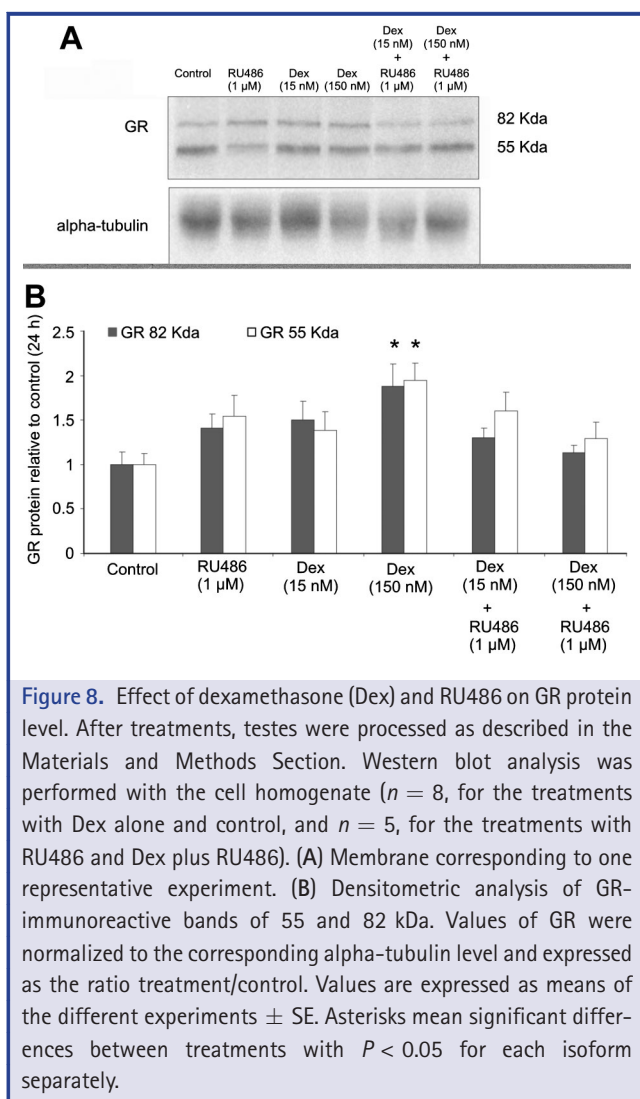 A
Control RU486 (1 µM) Dex (15 nM) Dex (150 nM) Dex (15 nM) + RU486 (1 µM) Dex (150 nM) + RU486 (1 µM)
GR
82 Kda
55 Kda
alpha-tubulin
B
GR protein relative to control (24 h)
2.5
2
1.5
1
0.5
0
GR 82 Kda GR 55 Kda
* *
Control RU486 (1 µM) Dex (15 nM) Dex (150 nM) Dex (15 nM) + RU486 (1 µM) Dex (150 nM) + RU486 (1 µM)
Figure 8. Effect of dexamethasone (Dex) and RU486 on GR protein
level. After treatments, testes were processed as described in the
Materials and Methods Section. Western blot analysis was
performed with the cell homogenate (n = 8, for the treatments
with Dex alone and control, and n = 5, for the treatments with
RU486 and Dex plus RU486). (A) Membrane corresponding to one
representative experiment. (B) Densitometric analysis of GR-
immunoreactive bands of 55 and 82 kDa. Values of GR were
normalized to the corresponding alpha-tubulin level and expressed
as the ratio treatment/control. Values are expressed as means of
the different experiments ± SE. Asterisks mean significant differ-
ences between treatments with P < 0.05 for each isoform
separately.